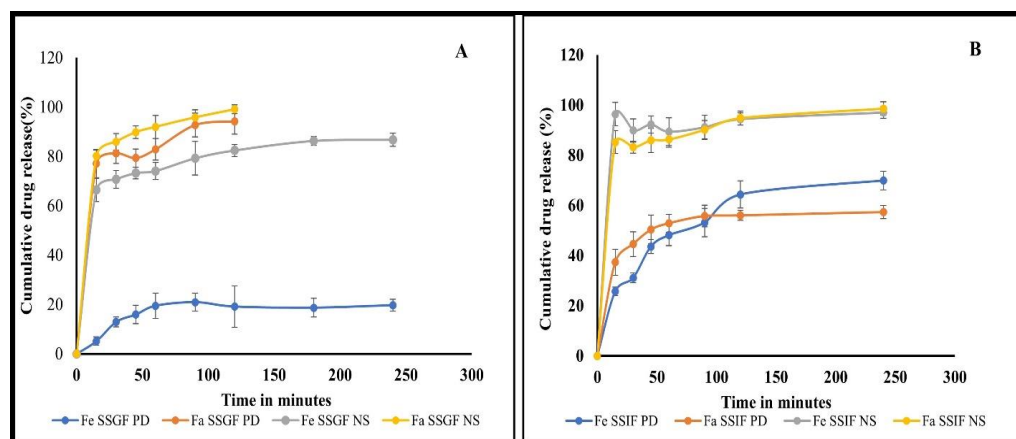 A
Cumulative drug release(%)
120
100
80
60
40
20
0
0 50 100 150 200 250 300
Time in minutes
Fe SSGF PD Fa SSGF PD Fe SSGF NS Fa SSGF NS
B
Cumulative drug release (%)
120
100
80
60
40
20
0
0 50 100 150 200 250 300
Time in minutes
Fe SSIF PD Fa SSIF PD Fe SSIF NS Fa SSIF NS